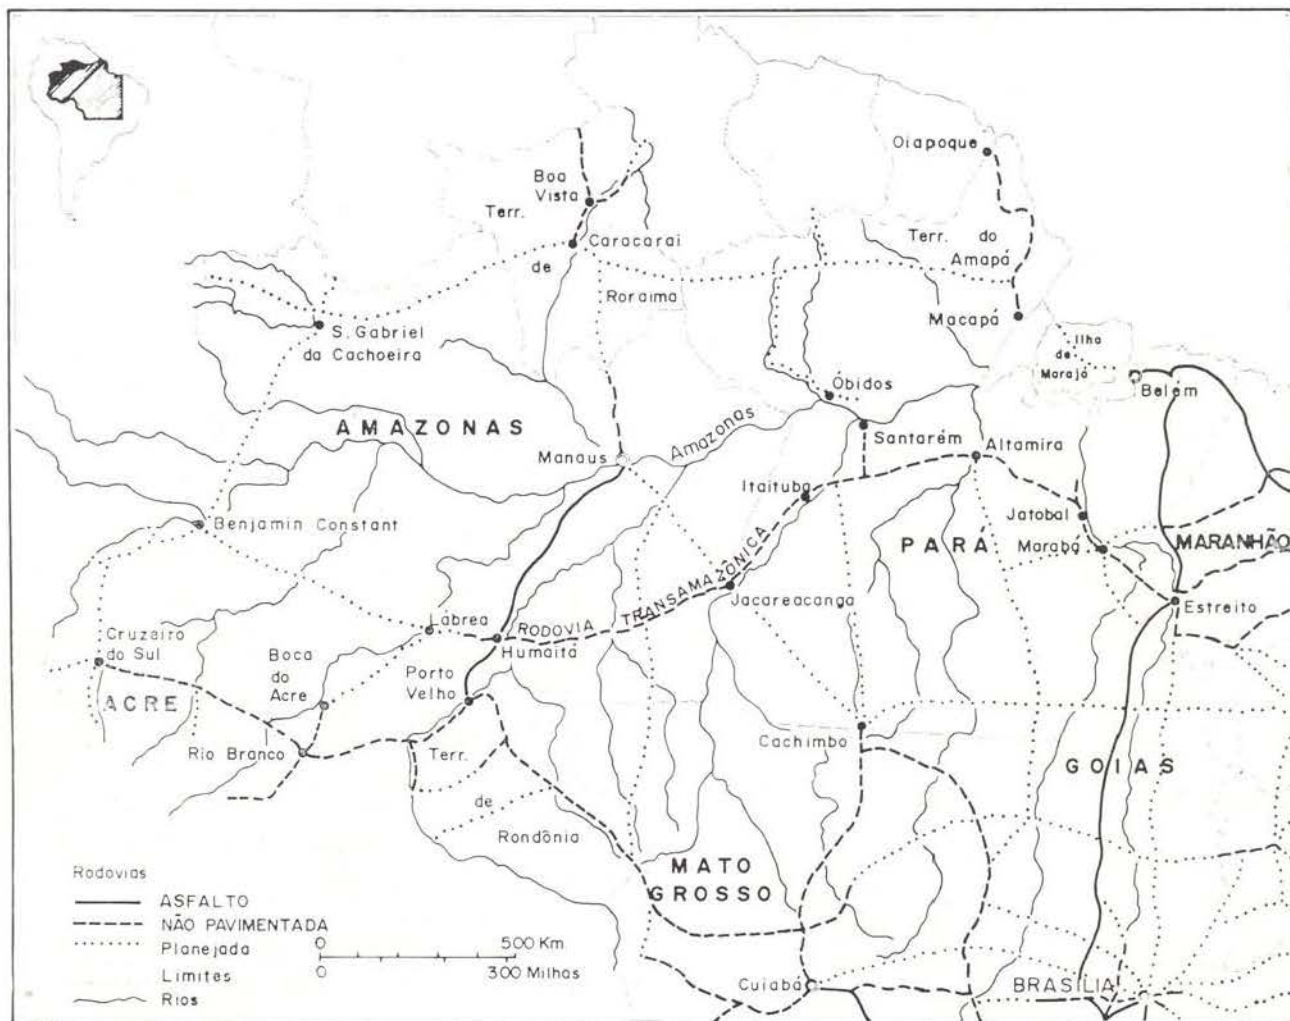 Oiapoque
Boa
Vista
Terr.
Caracarai
de
Roraima
Terr. do
Amapá
Macapá
S. Gabriel
da Cachoeira
Ilha
de
Marajó
Belém
Óbidos
AMAZONAS
Amazonas
Santarém
Altamira
Manaus
Itaituba
Jatobal
Benjamin Constant
PARÁ
Marabá
MARANHÃO
RODOVIA TRANSAMAZÔNICA
Jacareacanga
Estreito
Lábrea
Humaitá
Cruzeiro
do Sul
Boca
do
Acre
Porto
Velho
ACRE
Rio Branco
Terr.
de
Rondônia
Cachimbo
GOIAS
MATO
GROSSO
Cuiabá
BRASÍLIA
Rodovias
ASFALTO
NÃO PAVIMENTADA
Planejada
Limites
Rios
0 500 Km
0 300 Milhas